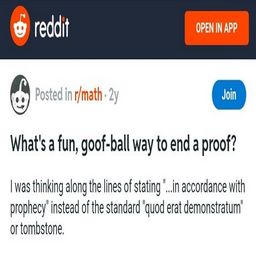 reddit
OPEN IN APP
Posted in r/math · 2y
Join
What's a fun, goof-ball way to end a proof?
I was thinking along the lines of stating "...in accordance with
prophecy" instead of the standard "quod erat demonstratum"
or tombstone.